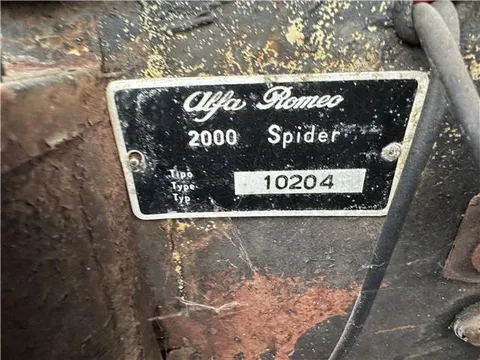 Alfa Romeo
2000 Spider
Tipo
Type
Typ
10204